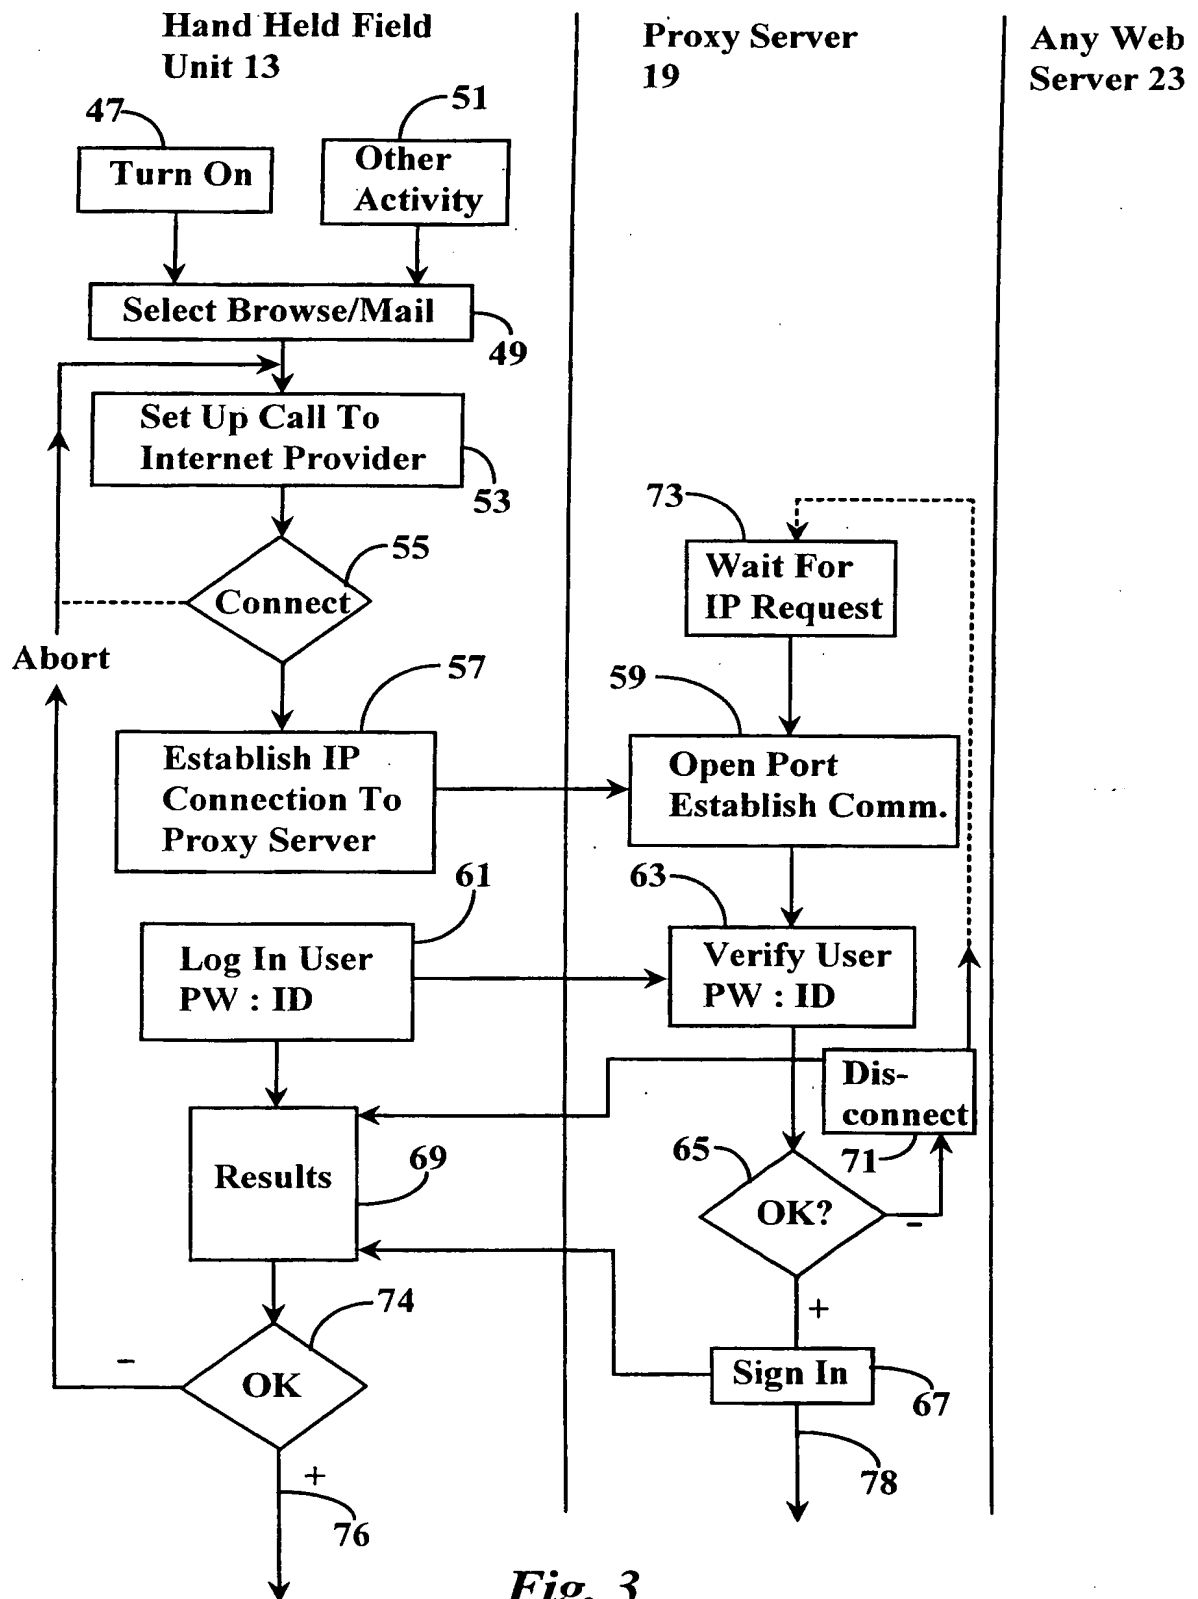 Hand Held Field
Unit 13
Proxy Server
19
Any Web
Server 23
47
51
Turn On
Other
Activity
Select Browse/Mail
49
Set Up Call To
Internet Provider
53
73
55
Wait For
IP Request
Connect
Abort
57
59
Establish IP
Connection To
Proxy Server
Open Port
Establish Comm.
61
63
Log In User
PW : ID
Verify User
PW : ID
Dis-
connect
71
65
69
Results
OK?
-
+
74
Sign In
67
-
OK
78
+
76
Fig. 3